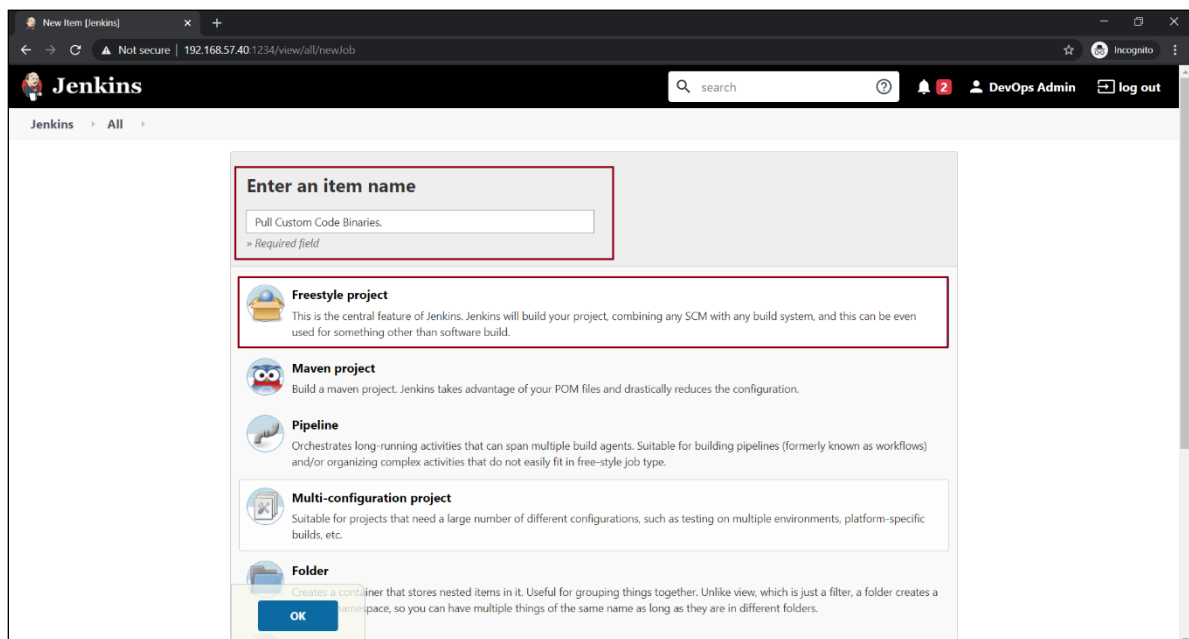 New Item [Jenkins]
Not secure | 192.168.57.40:1234/view/all/newJob
Incognito
Jenkins
search
2
DevOps Admin
log out
Jenkins
All
Enter an item name
Pull Custom Code Binaries.
» Required field
Freestyle project
This is the central feature of Jenkins. Jenkins will build your project, combining any SCM with any build system, and this can be even
used for something other than software build.
Maven project
Build a maven project. Jenkins takes advantage of your POM files and drastically reduces the configuration.
Pipeline
Orchestrates long-running activities that can span multiple build agents. Suitable for building pipelines (formerly known as workflows)
and/or organizing complex activities that do not easily fit in free-style job type.
Multi-configuration project
Suitable for projects that need a large number of different configurations, such as testing on multiple environments, platform-specific
builds, etc.
Folder
Creates a container that stores nested items in it. Useful for grouping things together. Unlike view, which is just a filter, a folder creates a
space, so you can have multiple things of the same name as long as they are in different folders.
OK